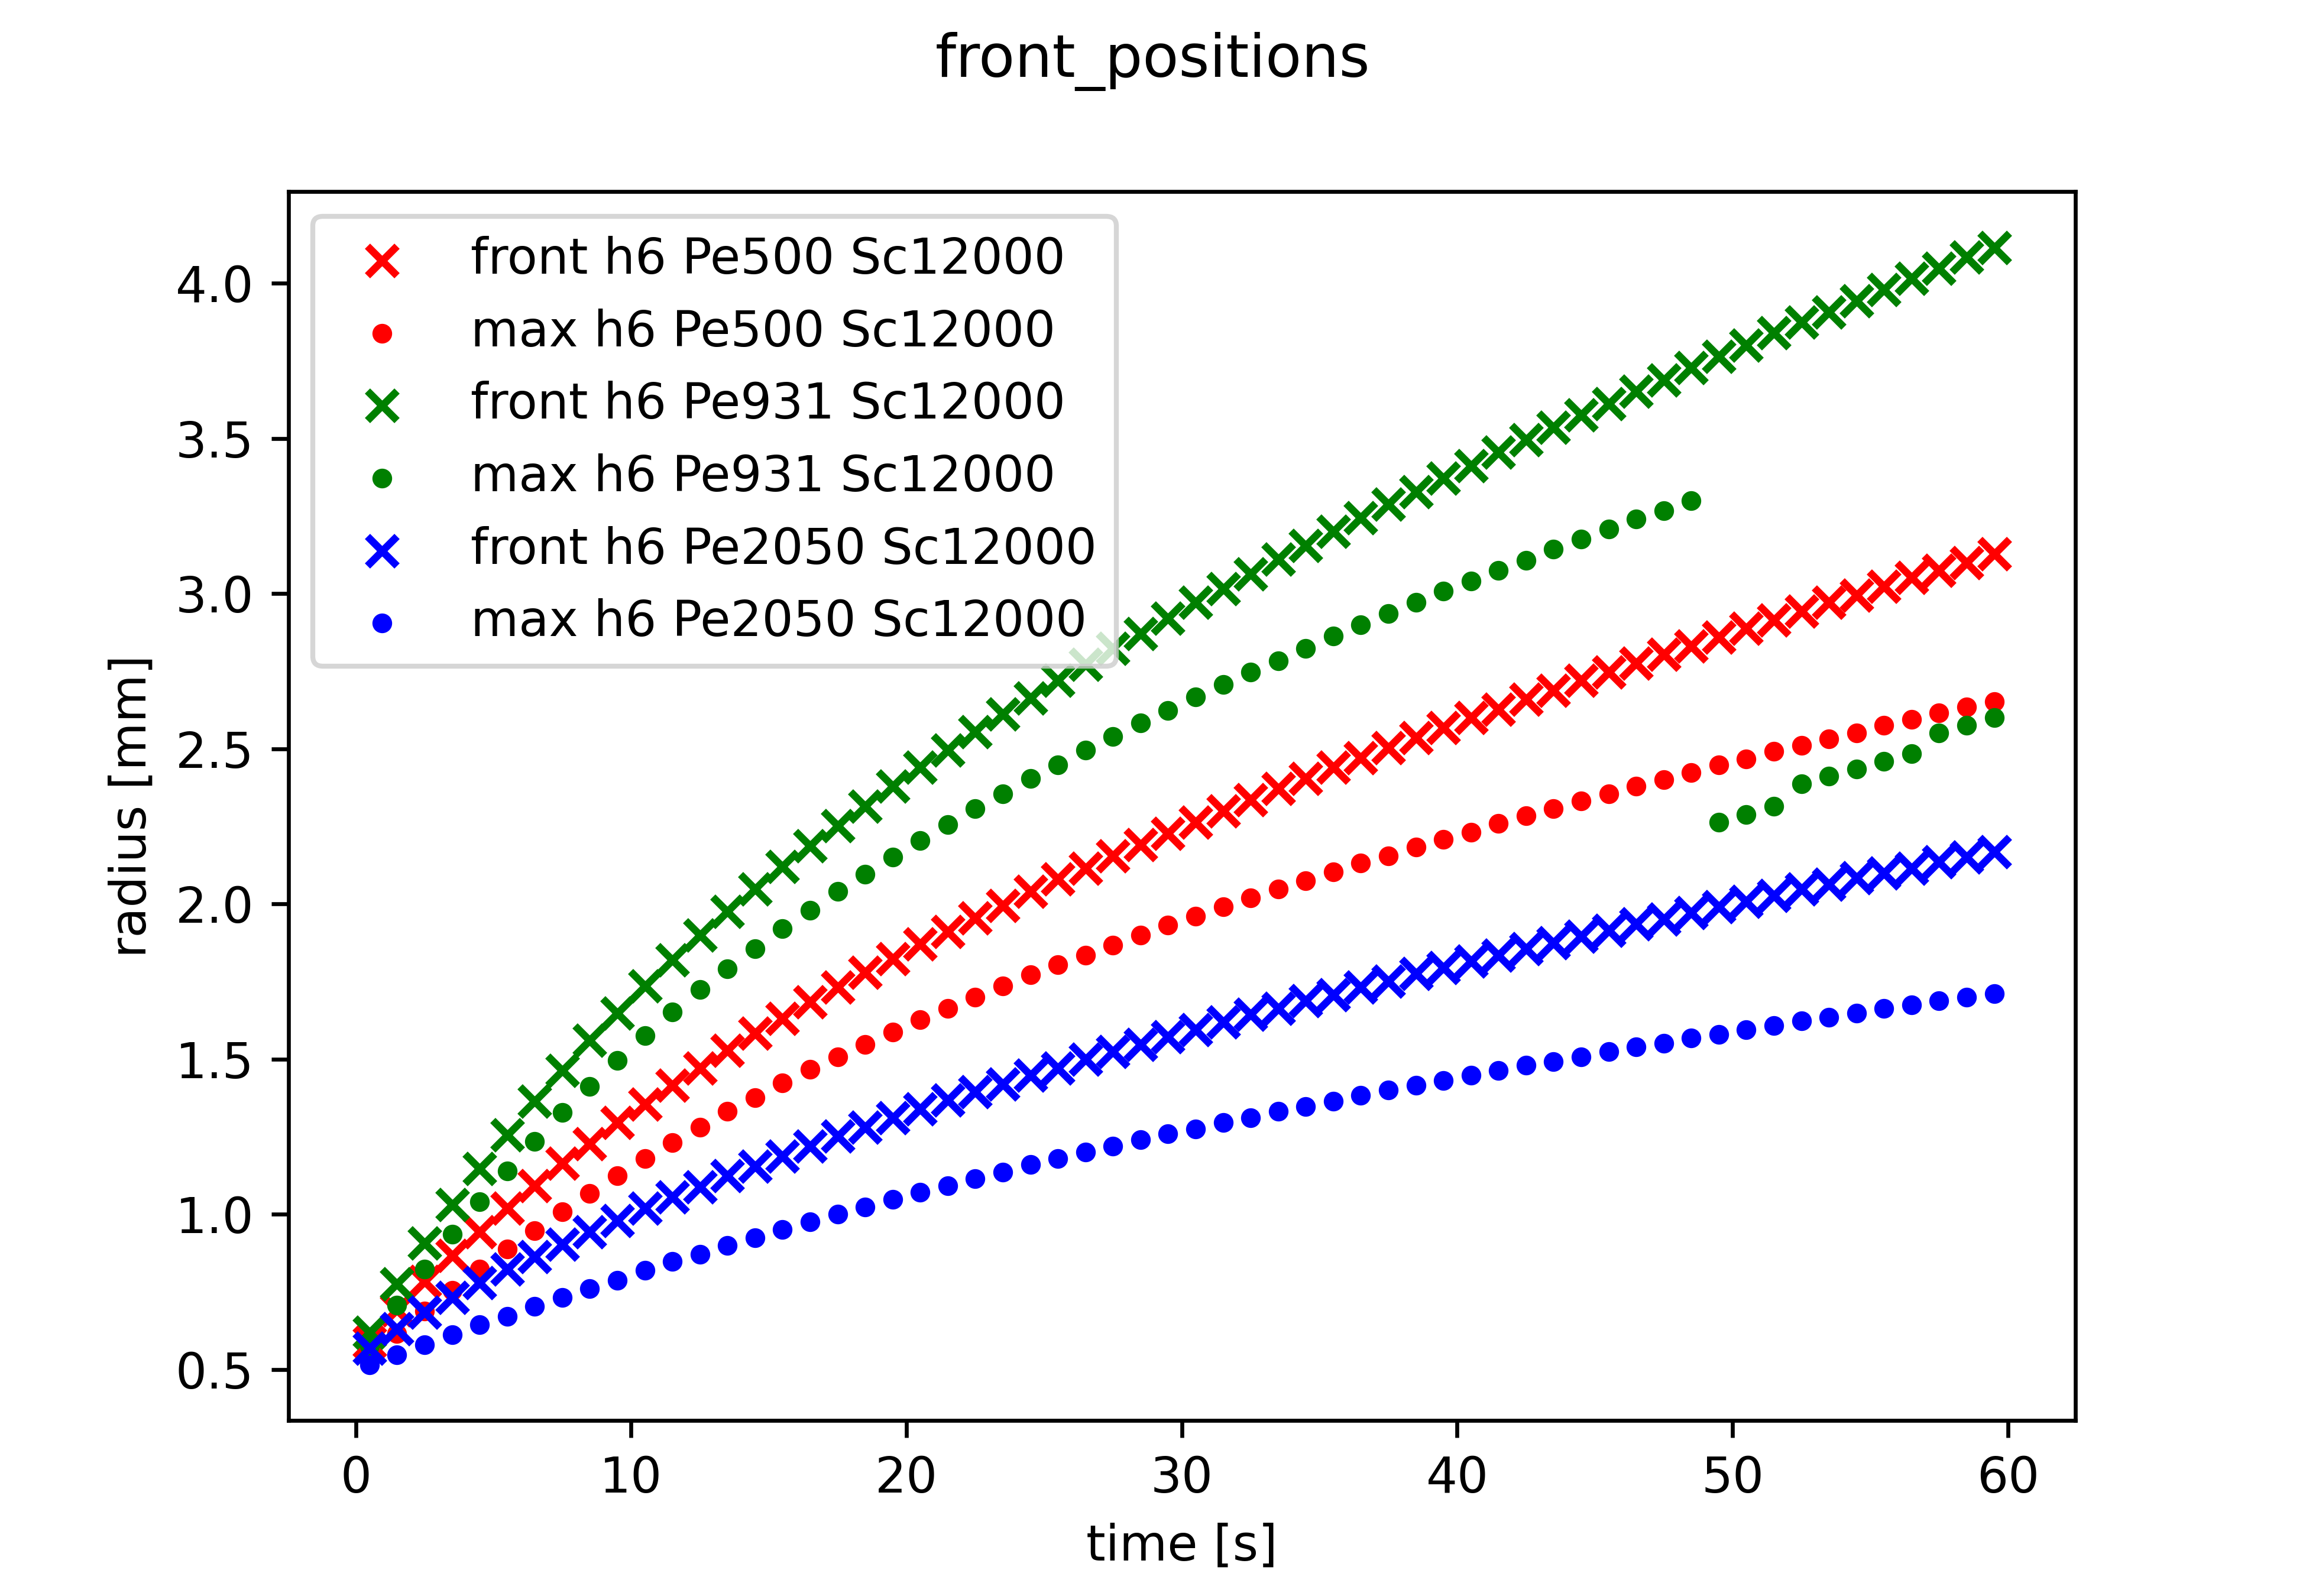 front_positions
front h6 Pe500 Sc12000
max h6 Pe500 Sc12000
front h6 Pe931 Sc12000
max h6 Pe931 Sc12000
front h6 Pe2050 Sc12000
max h6 Pe2050 Sc12000
4.0
3.5
3.0
2.5
2.0
1.5
1.0
0.5
radius [mm]
0 10 20 30 40 50 60
time [s]